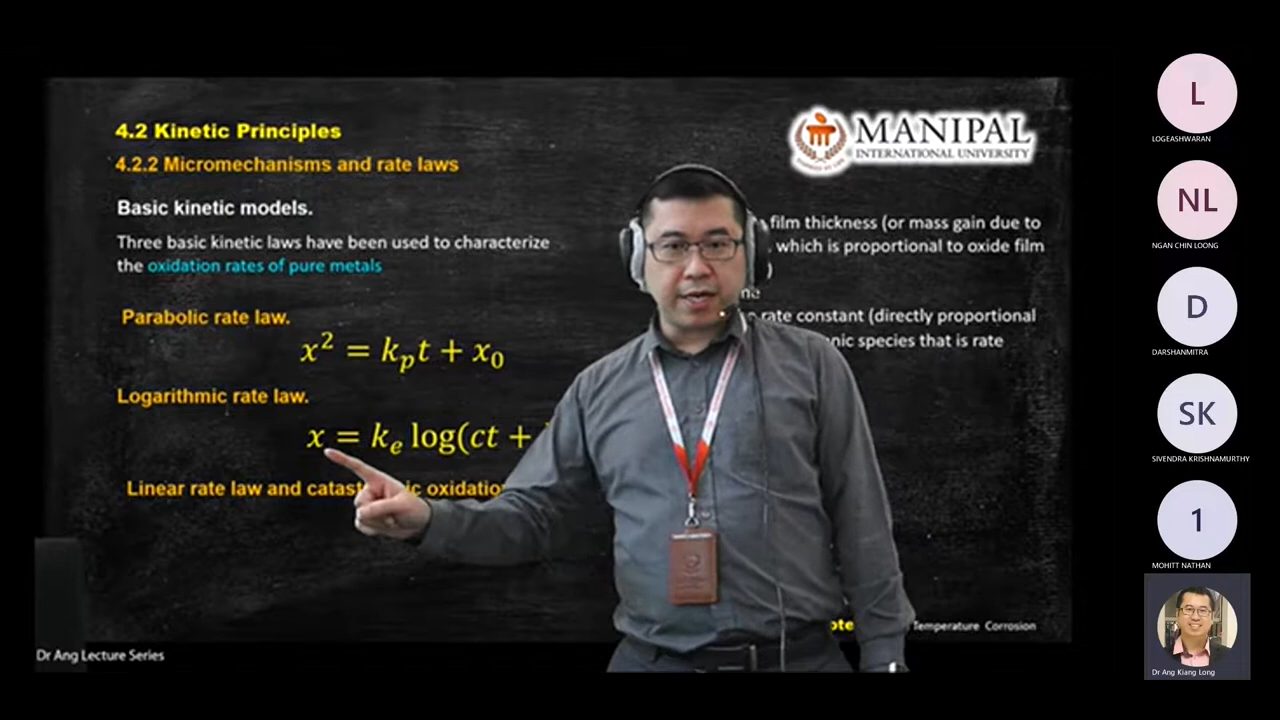 4.2 Kinetic Principles
4.2.2 Micromechanisms and rate laws
Basic kinetic models.
Three basic kinetic laws have been used to characterize
the oxidation rates of pure metals
Parabolic rate law.
x² = kₚt + x₀
Logarithmic rate law.
x = kₑ log(ct +
Linear rate law and
MANIPAL
INTERNATIONAL UNIVERSITY
film thickness (or mass gain due to
which is proportional to oxide film
rate constant (directly proportional
species that is rate
Temperature Corrosion
Dr Ang Lecture Series
L
LOGEASHWARAN
NL
NGAN CHIN LOONG
D
DARSHANMITRA
SK
SIVENDRA KRISHNAMURTHY
1
MOHITT NATHAN
Dr Ang Kiang Long